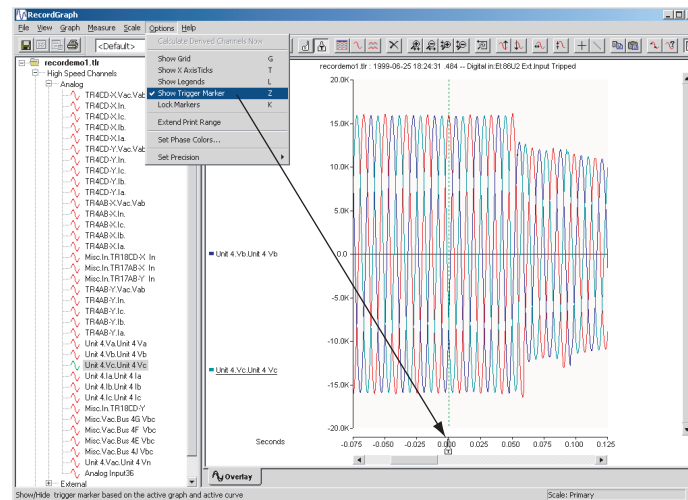 RecordGraph
File View Graph Measure Scale Options Help
<Default>
Calculate Derived Channels Now
Show Grid G
Show X AxisTicks T
Show Legends L
Show Trigger Marker Z
Lock Markers K
Extend Print Range
Set Phase Colors...
Set Precision
recordemo1.tlr
High Speed Channels
Analog
TR4CD-X.Vac.Vab
TR4CD-X.In.
TR4CD-X.Ic.
TR4CD-X.Ib.
TR4CD-X.Ia.
TR4CD-Y.Vac.Vab
TR4CD-Y.In.
TR4CD-Y.Ic.
TR4CD-Y.Ib.
TR4CD-Y.Ia.
TR4AB-X.Vac.Vab
TR4AB-X.In.
TR4AB-X.Ic.
TR4AB-X.Ib.
TR4AB-X.Ia.
Misc.In.TR18CD-X In
Misc.In.TR17AB-X In
Misc.In.TR17AB-Y In
TR4AB-Y.Vac.Vab
TR4AB-Y.In.
TR4AB-Y.Ic.
TR4AB-Y.Ib.
TR4AB-Y.Ia.
Unit 4.Va.Unit 4 Va
Unit 4.Vb.Unit 4 Vb
Unit 4.Vc.Unit 4 Vc
Unit 4.Ia.Unit 4 Ia
Unit 4.Ib.Unit 4 Ib
Unit 4.Ic.Unit 4 Ic
Misc.In.TR18CD-Y
Misc.Vac.Bus 4G Vbc
Misc.Vac.Bus 4F Vbc
Misc.Vac.Bus 4E Vbc
Misc.Vac.Bus 4J Vbc
Unit 4.Vac.Unit 4 Vn
Analog Input36
External
recordemo1.tlr : 1999-06-25 18:24:31 .484 -- Digital in:El:86U2 Ext.Input Tripped
20.0K
15.0K
10.0K
5.0K
0.0
-5.0K
-10.0K
-15.0K
-20.0K
Unit 4.Vb.Unit 4 Vb
Unit 4.Vc.Unit 4 Vc
Seconds
-0.075 -0.050 -0.025 0.000 0.025 0.050 0.075 0.100 0.125
T
Overlay
Show/Hide trigger marker based on the active graph and active curve
Scale: Primary